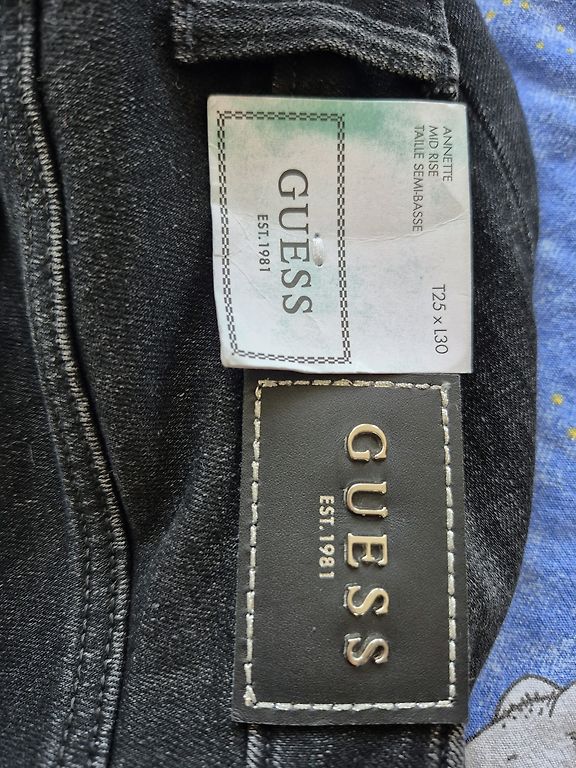 ANNETTE
MID RISE
TAILLE SEMI-BASSE
T25 x L30
GUESS
EST.1981
GUESS
EST.1981